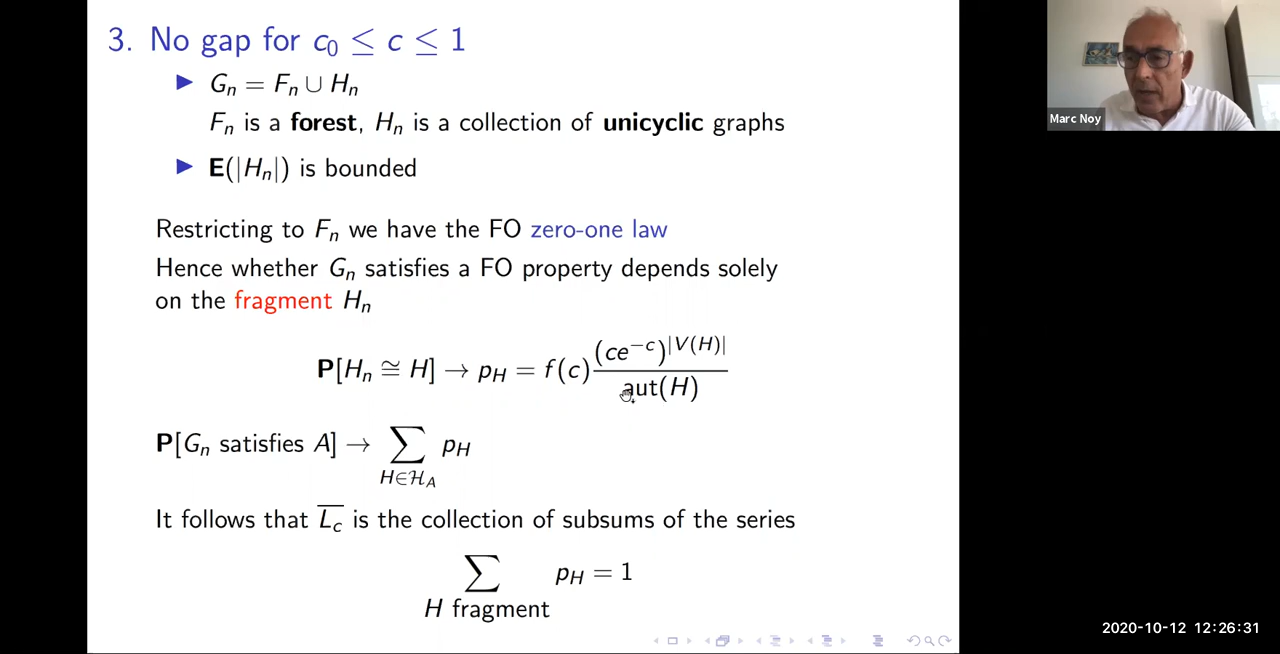 3. No gap for c₀ ≤ c ≤ 1
▶ Gₙ = Fₙ ∪ Hₙ
Fₙ is a forest, Hₙ is a collection of unicyclic graphs
▶ E(|Hₙ|) is bounded
Restricting to Fₙ we have the FO zero-one law
Hence whether Gₙ satisfies a FO property depends solely
on the fragment Hₙ
P[Hₙ ≅ H] → p_H = f(c) (ce^{-c})^{|V(H)|} / aut(H)
P[Gₙ satisfies A] → ∑_{H∈ℋ_A} p_H
It follows that \overline{L_c} is the collection of subsums of the series
∑_{H fragment} p_H = 1
Marc Noy
2020-10-12 12:26:31